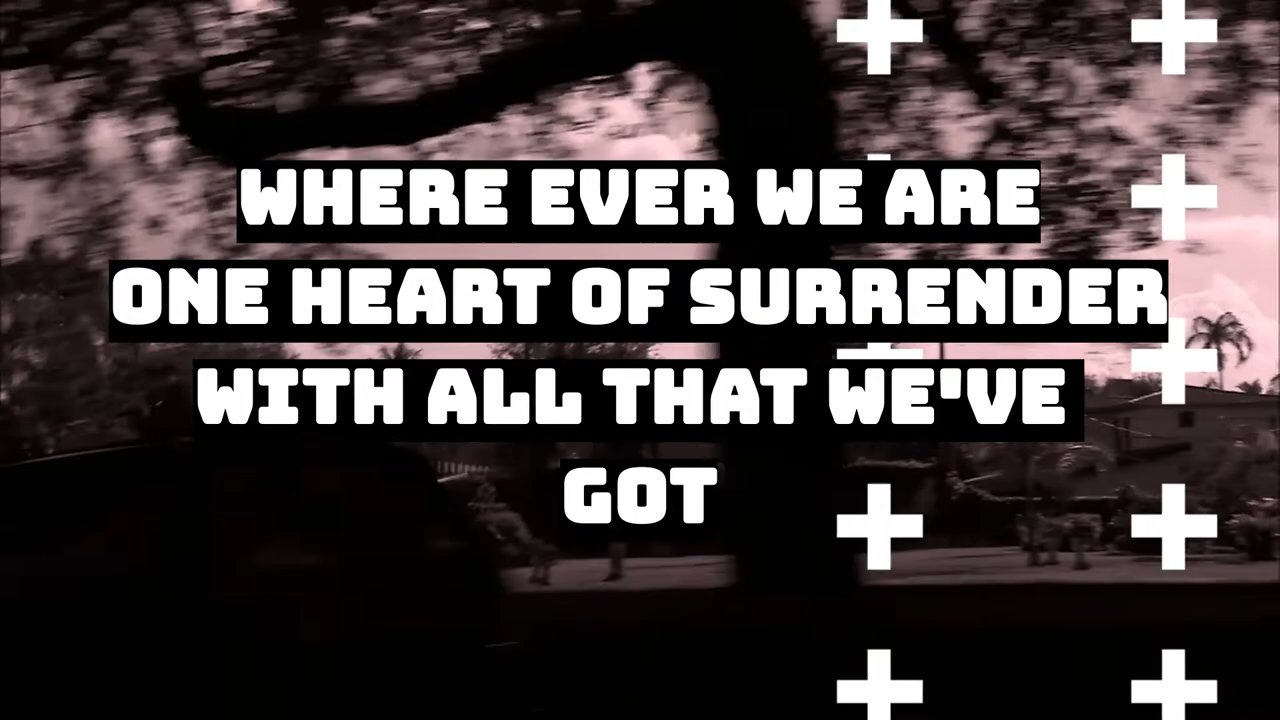 WHERE EVER WE ARE
ONE HEART OF SURRENDER
WITH ALL THAT WE'VE
GOT